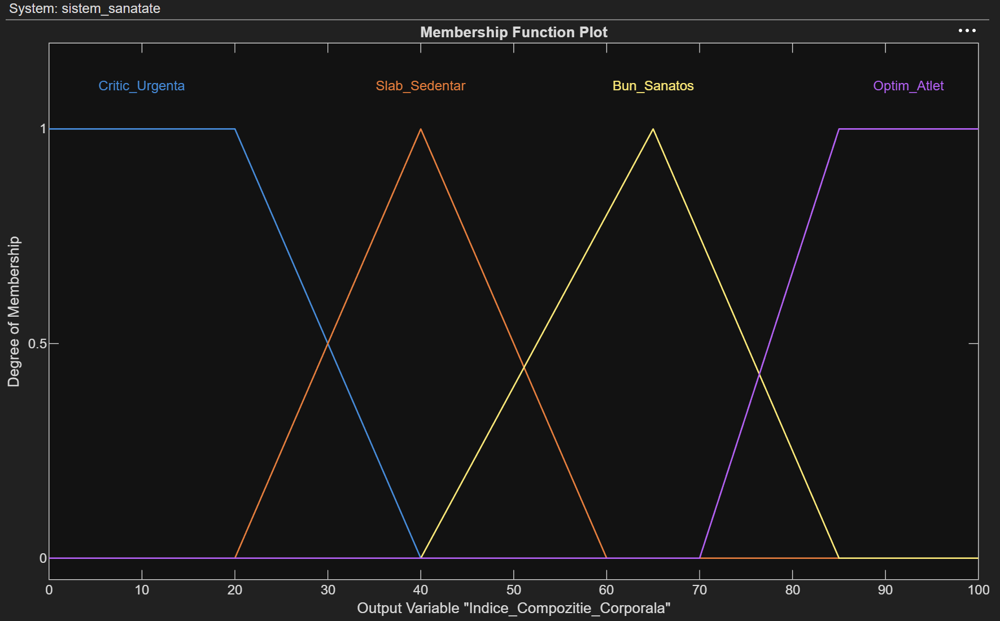 System: sistem_sanatate
Membership Function Plot
Critic_Urgenta
Slab_Sedentar
Bun_Sanatos
Optim_Atlet
1
0.5
0
Degree of Membership
0 10 20 30 40 50 60 70 80 90 100
Output Variable "Indice_Compozitie_Corporala"